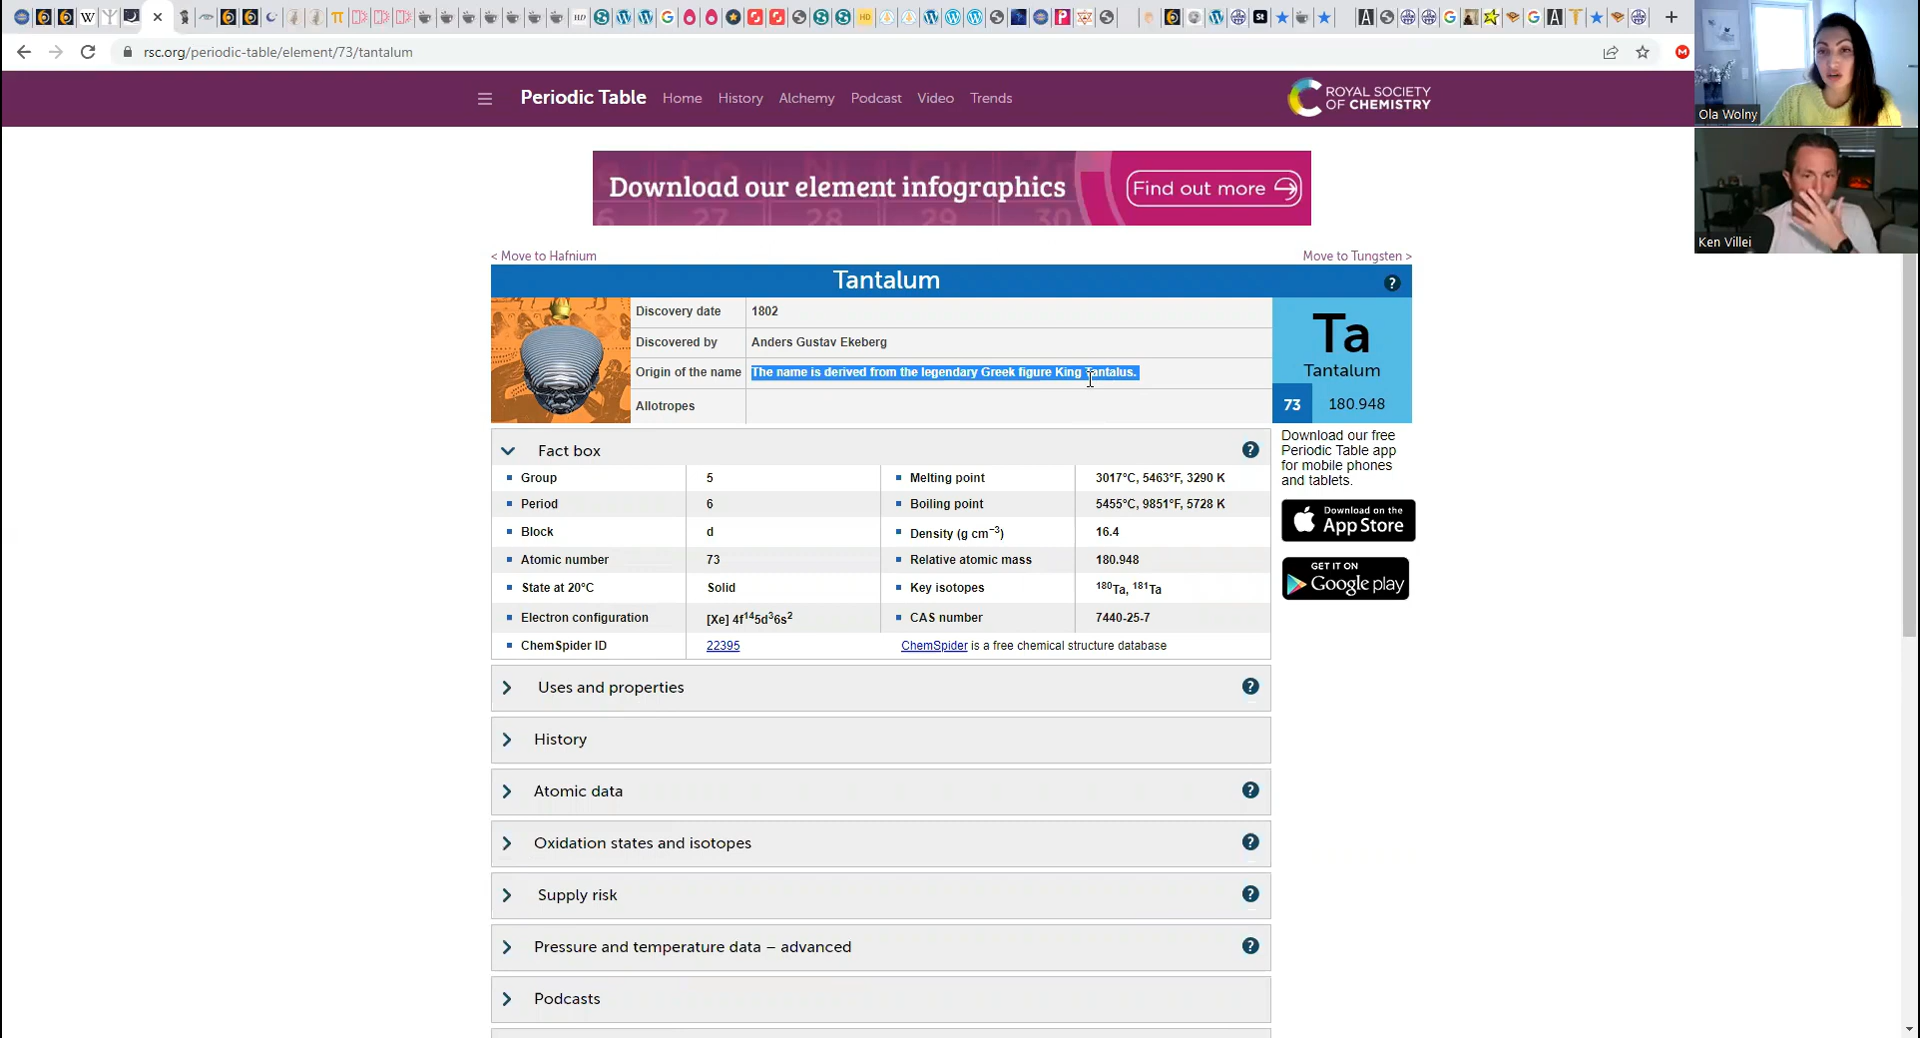 rsc.org/periodic-table/element/73/tantalum
Periodic Table Home History Alchemy Podcast Video Trends
ROYAL SOCIETY
OF CHEMISTRY
Ola Wolny
Ken Villei
Download our element infographics
Find out more
< Move to Hafnium
Move to Tungsten >
Tantalum
Discovery date 1802
Discovered by Anders Gustav Ekeberg
Origin of the name The name is derived from the legendary Greek figure King Tantalus.
Allotropes
Ta
Tantalum
73 180.948
Fact box
Group 5 Melting point 3017°C, 5463°F, 3290 K
Period 6 Boiling point 5455°C, 9851°F, 5728 K
Block d Density (g cm⁻³) 16.4
Atomic number 73 Relative atomic mass 180.948
State at 20°C Solid Key isotopes ¹⁸⁰Ta, ¹⁸¹Ta
Electron configuration [Xe] 4f¹⁴5d³6s² CAS number 7440-25-7
ChemSpider ID 22395 ChemSpider is a free chemical structure database
Download our free
Periodic Table app
for mobile phones
and tablets.
Download on the
App Store
GET IT ON
Google play
Uses and properties
History
Atomic data
Oxidation states and isotopes
Supply risk
Pressure and temperature data – advanced
Podcasts